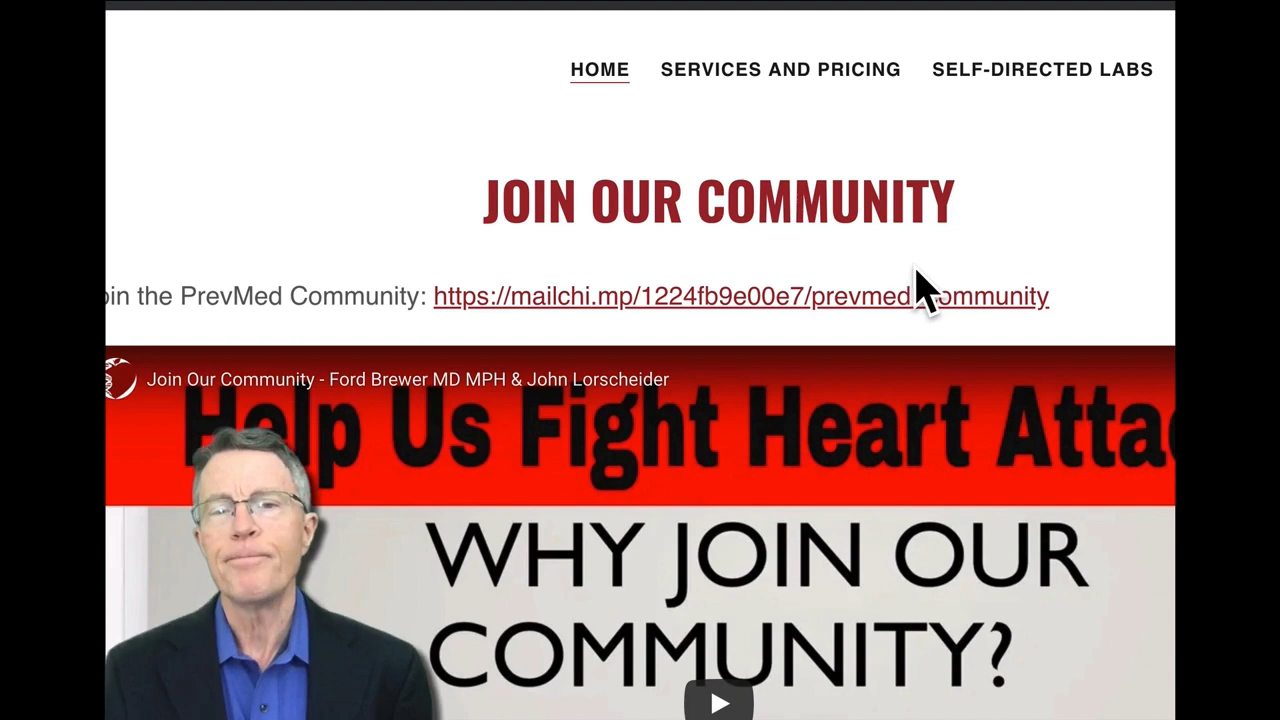 HOME SERVICES AND PRICING SELF-DIRECTED LABS
JOIN OUR COMMUNITY
oin the PrevMed Community: https://mailchi.mp/1224fb9e00e7/prevmed ommunity
Join Our Community - Ford Brewer MD MPH & John Lorscheider
Help Us Fight Heart Attac
WHY JOIN OUR
COMMUNITY?